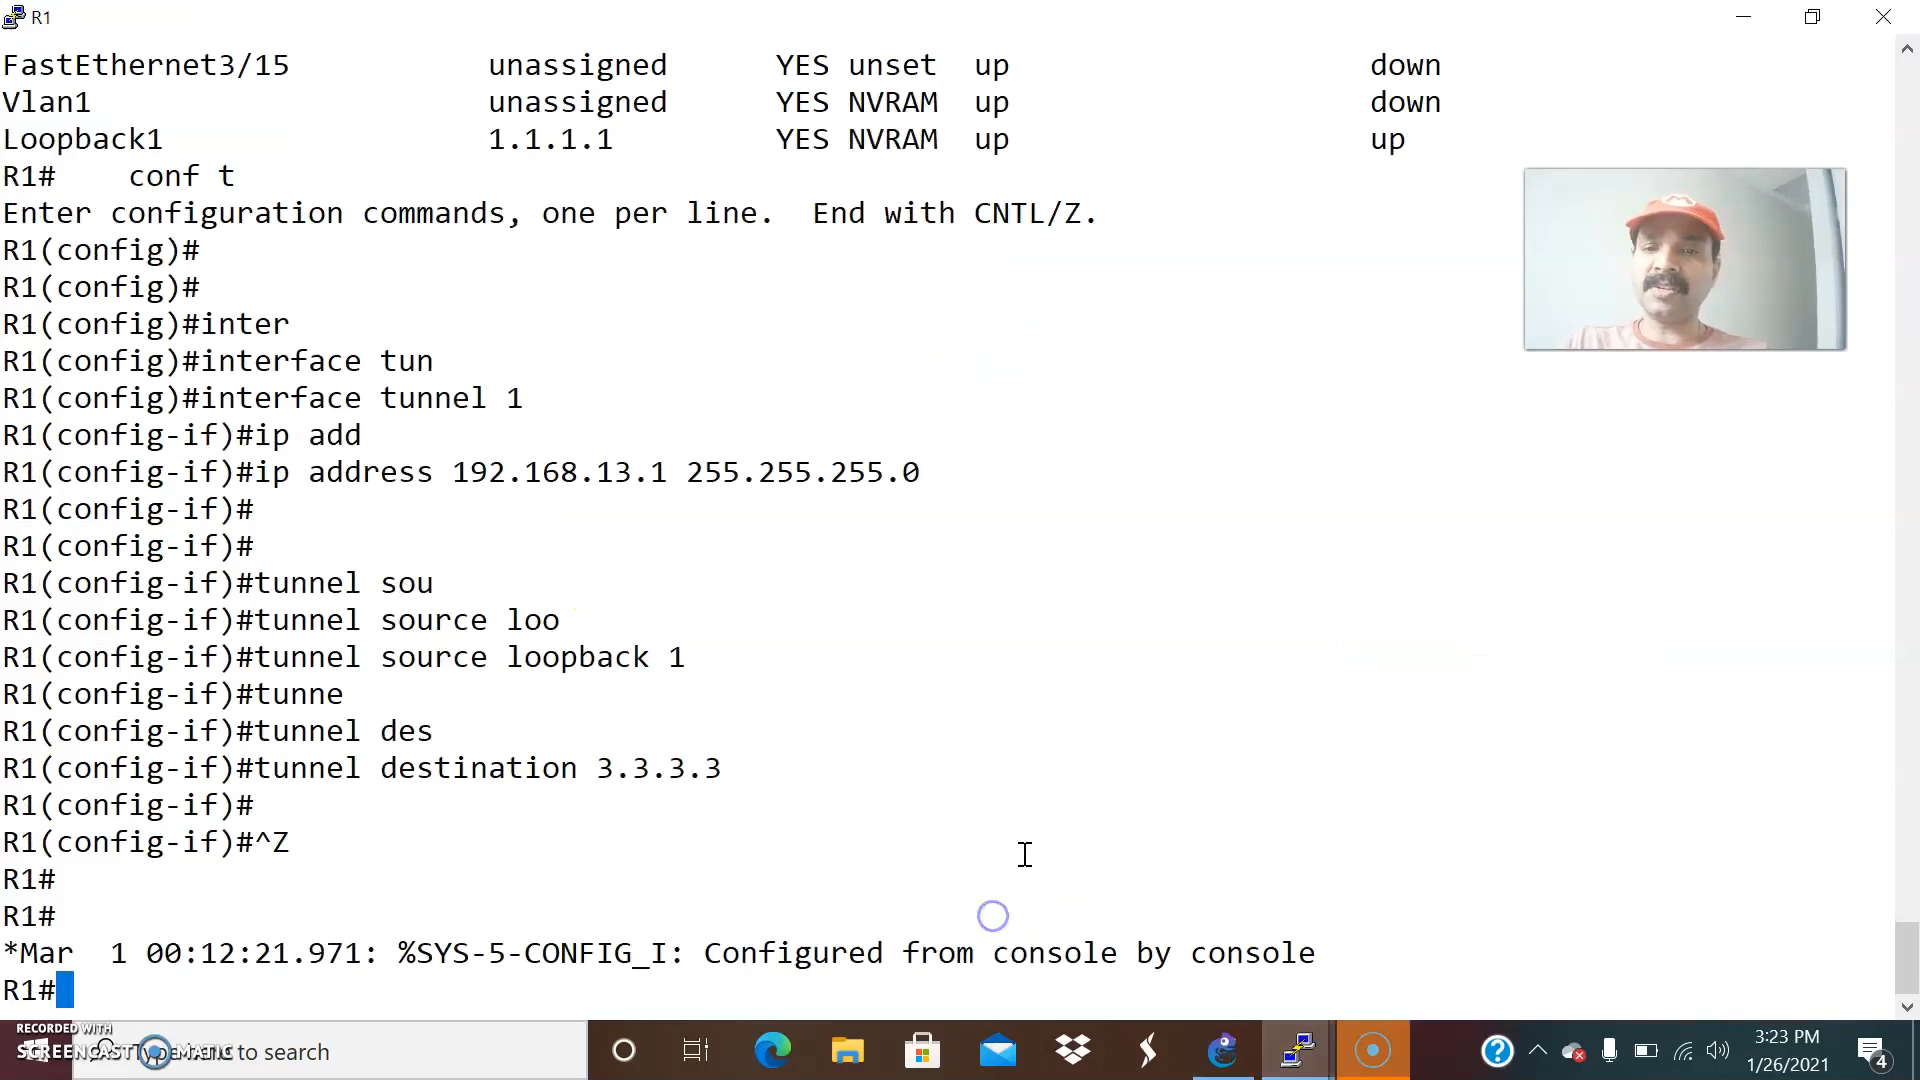 R1
FastEthernet3/15 unassigned YES unset up down
Vlan1 unassigned YES NVRAM up down
Loopback1 1.1.1.1 YES NVRAM up up
R1# conf t
Enter configuration commands, one per line. End with CNTL/Z.
R1(config)#
R1(config)#
R1(config)#inter
R1(config)#interface tun
R1(config)#interface tunnel 1
R1(config-if)#ip add
R1(config-if)#ip address 192.168.13.1 255.255.255.0
R1(config-if)#
R1(config-if)#
R1(config-if)#tunnel sou
R1(config-if)#tunnel source loo
R1(config-if)#tunnel source loopback 1
R1(config-if)#tunne
R1(config-if)#tunnel des
R1(config-if)#tunnel destination 3.3.3.3
R1(config-if)#
R1(config-if)#^Z
R1#
R1#
*Mar 1 00:12:21.971: %SYS-5-CONFIG_I: Configured from console by console
R1#
RECORDED WITH
SCREENCAST MATIC
Type here to search
3:23 PM
1/26/2021
4